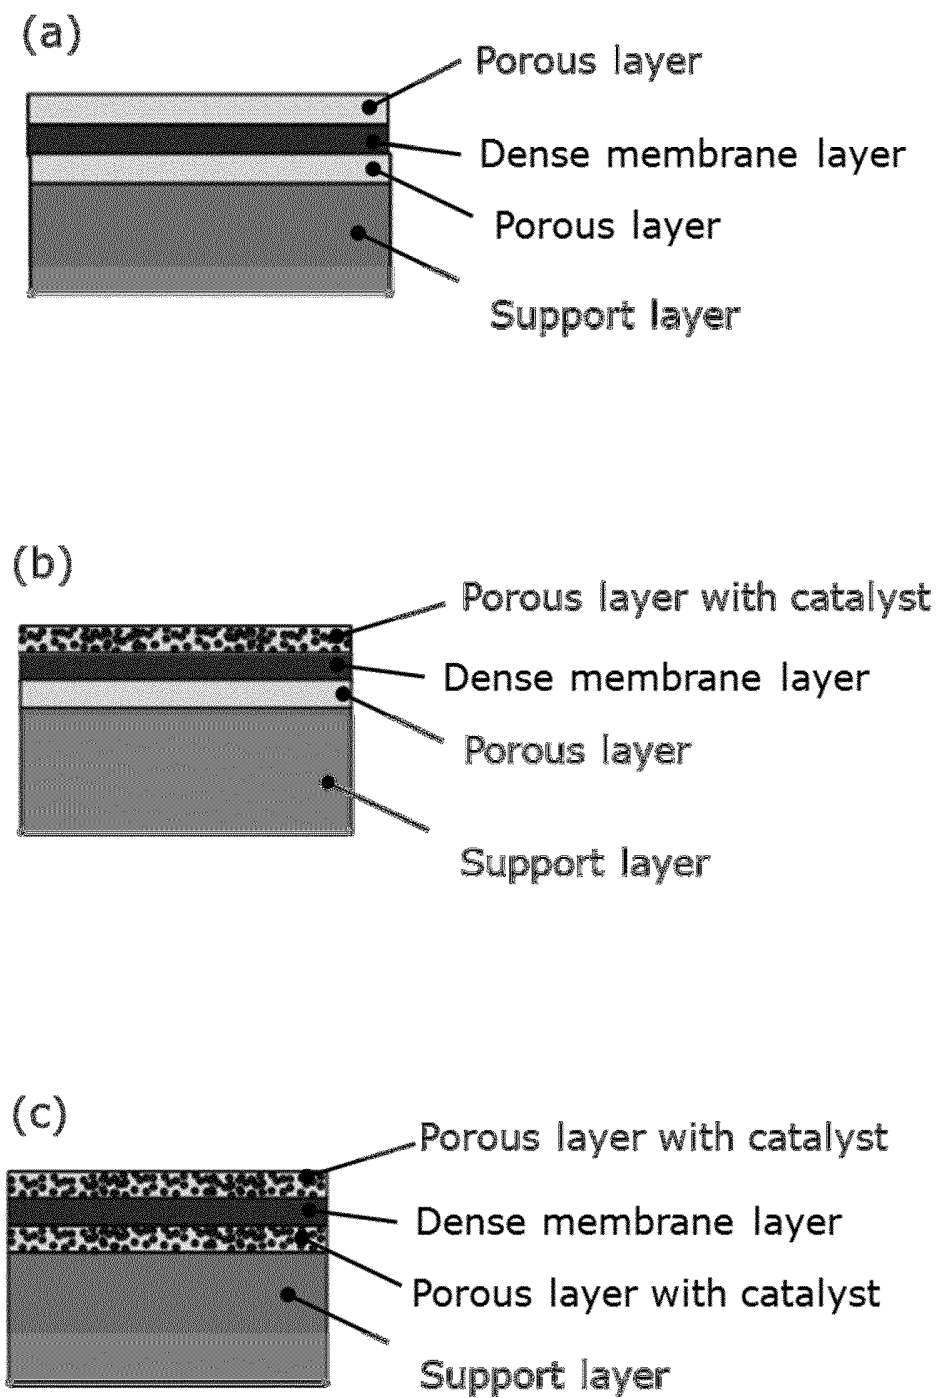 (a)
Porous layer
Dense membrane layer
Porous layer
Support layer
(b)
Porous layer with catalyst
Dense membrane layer
Porous layer
Support layer
(c)
Porous layer with catalyst
Dense membrane layer
Porous layer with catalyst
Support layer